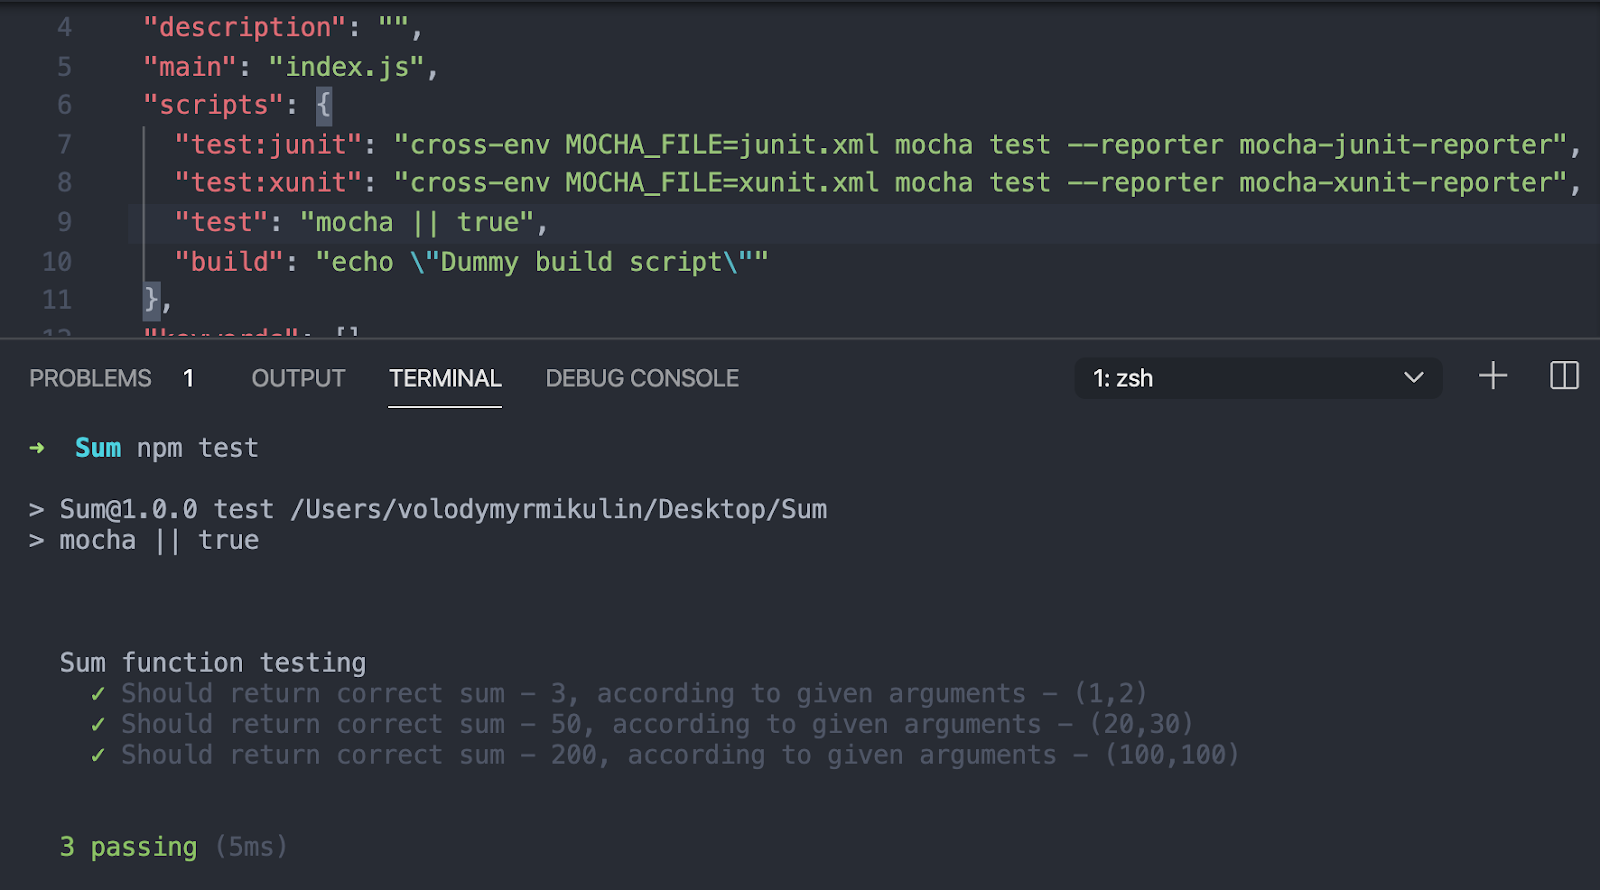 4 "description": "",
5 "main": "index.js",
6 "scripts": {
7 "test:junit": "cross-env MOCHA_FILE=junit.xml mocha test --reporter mocha-junit-reporter",
8 "test:xunit": "cross-env MOCHA_FILE=xunit.xml mocha test --reporter mocha-xunit-reporter",
9 "test": "mocha || true",
10 "build": "echo \"Dummy build script\""
11 },
12 "keywords": []
PROBLEMS 1 OUTPUT TERMINAL DEBUG CONSOLE 1: zsh
➜ Sum npm test
> Sum@1.0.0 test /Users/volodymyrmikulin/Desktop/Sum
> mocha || true
Sum function testing
✓ Should return correct sum – 3, according to given arguments – (1,2)
✓ Should return correct sum – 50, according to given arguments – (20,30)
✓ Should return correct sum – 200, according to given arguments – (100,100)
3 passing (5ms)